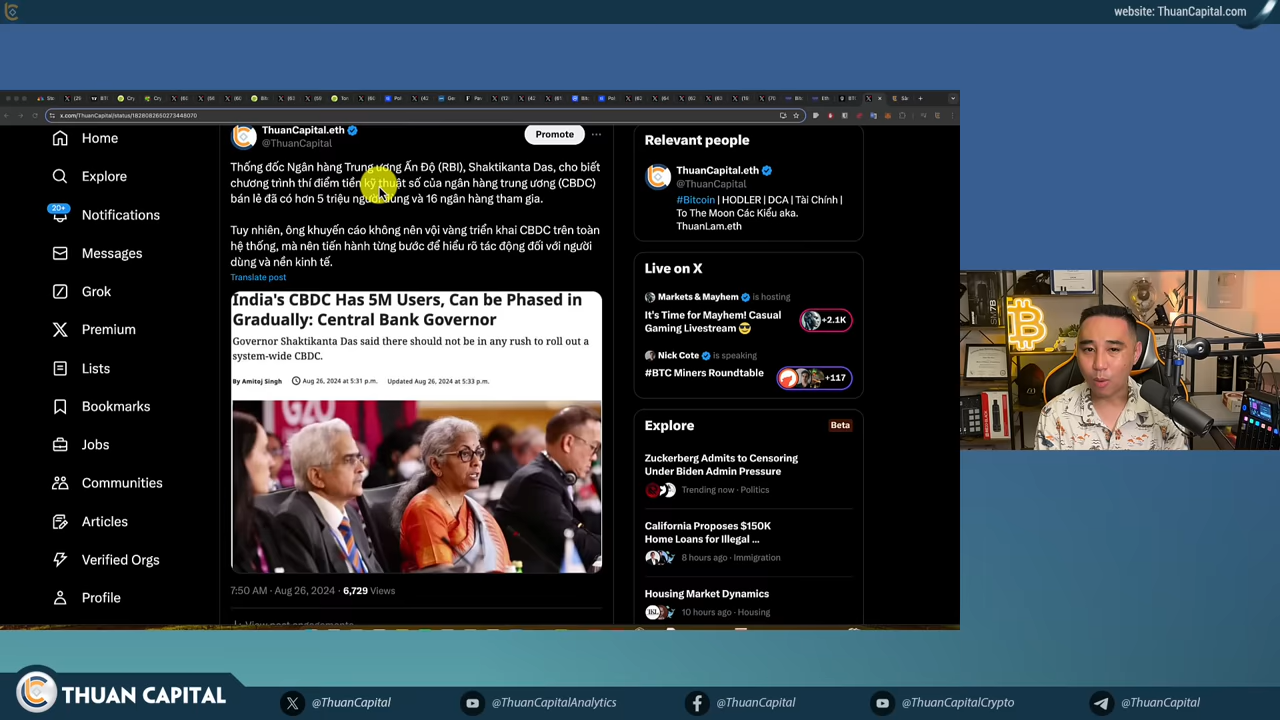 website: ThuanCapital.com
x.com/ThuanCapital/status/1828082650273448070
Home
Explore
20+
Notifications
Messages
Grok
Premium
Lists
Bookmarks
Jobs
Communities
Articles
Verified Orgs
Profile
ThuanCapital.eth
@ThuanCapital
Promote
Thống đốc Ngân hàng Trung ương Ấn Độ (RBI), Shaktikanta Das, cho biết
chương trình thí điểm tiền kỹ thuật số của ngân hàng trung ương (CBDC)
bán lẻ đã có hơn 5 triệu người dùng và 16 ngân hàng tham gia.
Tuy nhiên, ông khuyến cáo không nên vội vàng triển khai CBDC trên toàn
hệ thống, mà nên tiến hành từng bước để hiểu rõ tác động đối với người
dùng và nền kinh tế.
Translate post
India's CBDC Has 5M Users, Can be Phased in
Gradually: Central Bank Governor
Governor Shaktikanta Das said there should not be in any rush to roll out a
system-wide CBDC.
By Amitoj Singh
Aug 26, 2024 at 5:31 p.m.
Updated Aug 26, 2024 at 5:33 p.m.
G20
7:50 AM · Aug 26, 2024 · 6,729 Views
View post engagements
Relevant people
ThuanCapital.eth
@ThuanCapital
#Bitcoin | HODLER | DCA | Tài Chính |
To The Moon Các Kiểu aka.
ThuanLam.eth
Live on X
Markets & Mayhem is hosting
It's Time for Mayhem! Casual
Gaming Livestream
+2.1K
Nick Cote is speaking
#BTC Miners Roundtable
+117
Explore
Beta
Zuckerberg Admits to Censoring
Under Biden Admin Pressure
Trending now · Politics
California Proposes $150K
Home Loans for Illegal ...
8 hours ago · Immigration
Housing Market Dynamics
10 hours ago · Housing
THUAN CAPITAL
@ThuanCapital
@ThuanCapitalAnalytics
@ThuanCapital
@ThuanCapitalCrypto
@ThuanCapital